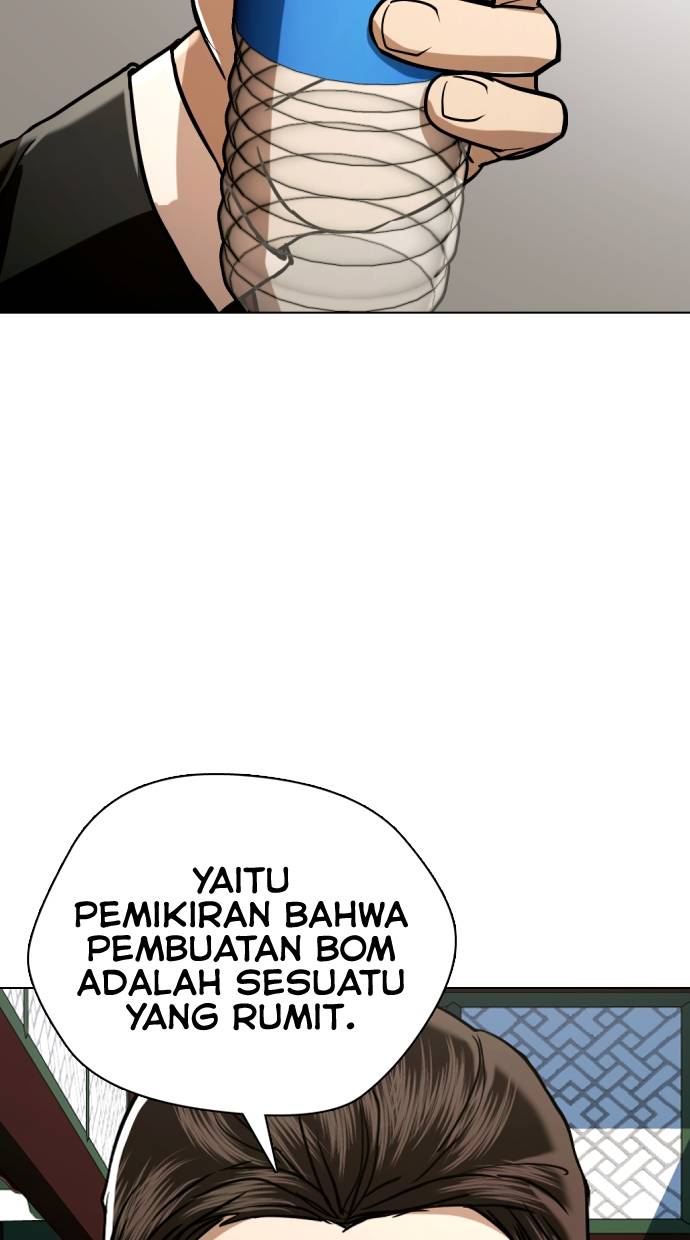 YAITU
PEMIKIRAN BAHWA
PEMBUATAN BOM
ADALAH SESUATU
YANG RUMIT.